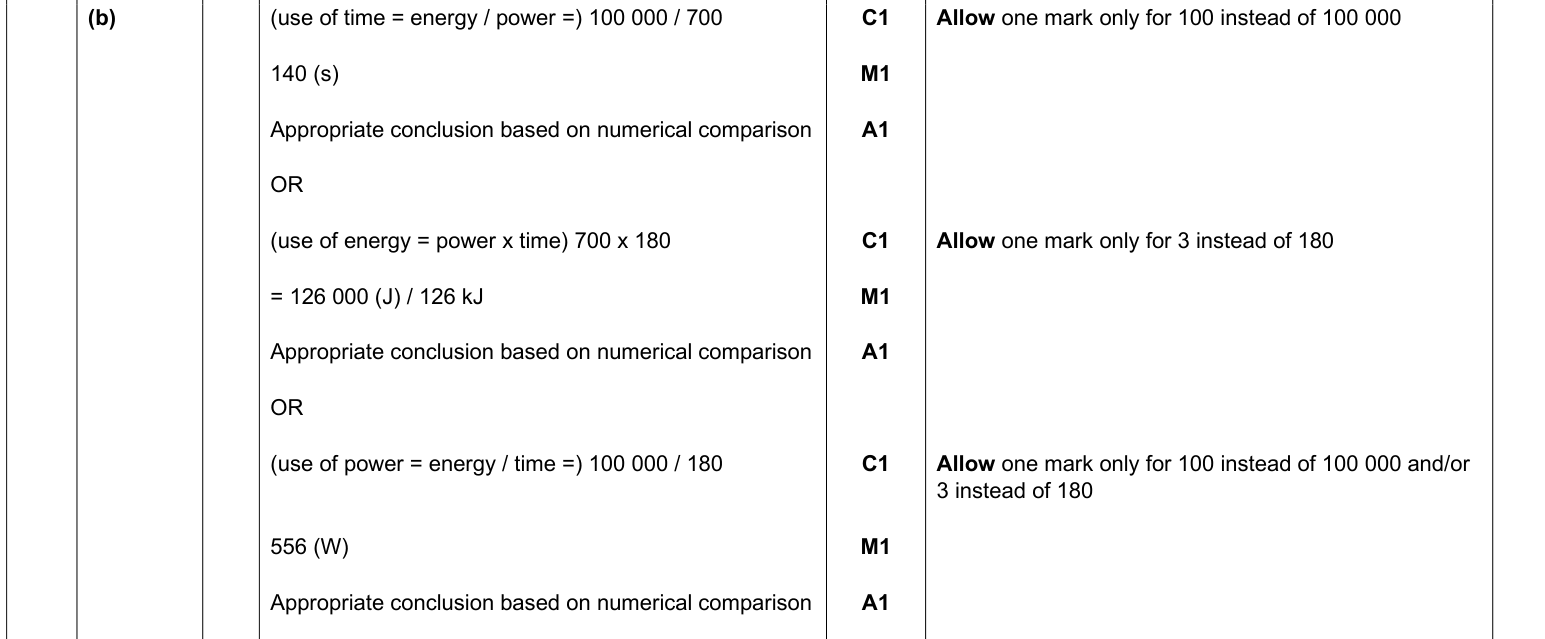 (b) (use of time = energy / power =) 100 000 / 700 C1 Allow one mark only for 100 instead of 100 000
140 (s) M1
Appropriate conclusion based on numerical comparison A1
OR
(use of energy = power x time) 700 x 180 C1 Allow one mark only for 3 instead of 180
= 126 000 (J) / 126 kJ M1
Appropriate conclusion based on numerical comparison A1
OR
(use of power = energy / time =) 100 000 / 180 C1 Allow one mark only for 100 instead of 100 000 and/or
3 instead of 180
556 (W) M1
Appropriate conclusion based on numerical comparison A1